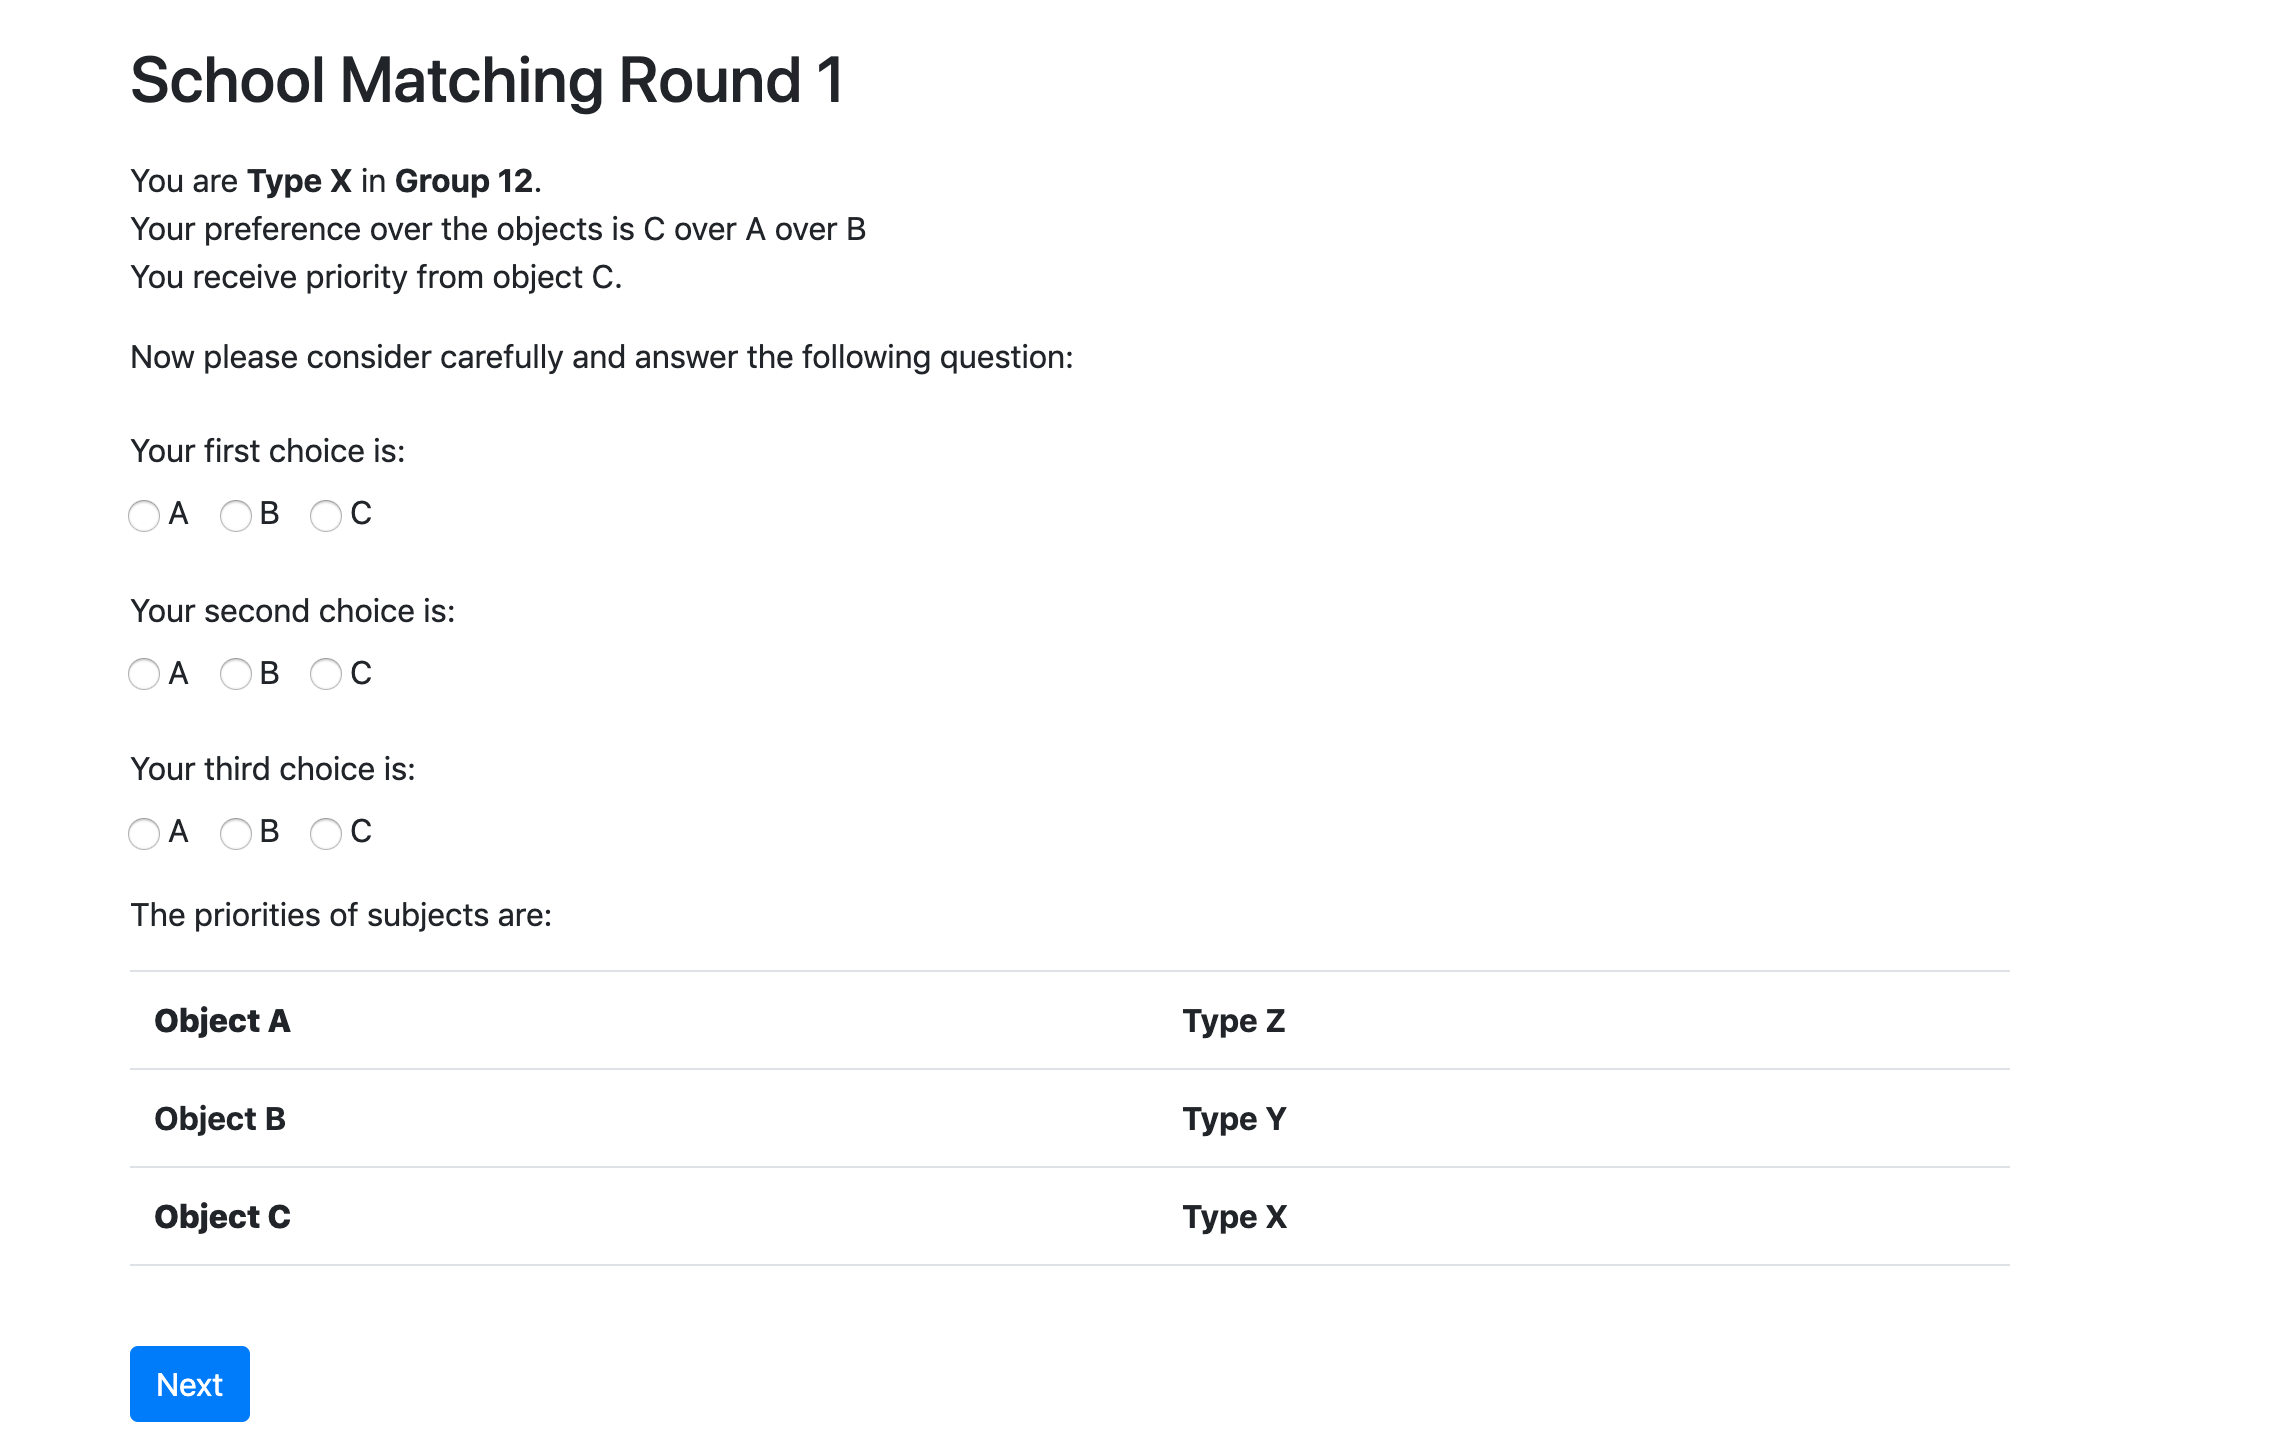 School Matching Round 1
You are Type X in Group 12.
Your preference over the objects is C over A over B
You receive priority from object C.
Now please consider carefully and answer the following question:
Your first choice is:
A B C
Your second choice is:
A B C
Your third choice is:
A B C
The priorities of subjects are:
Object A Type Z
Object B Type Y
Object C Type X
Next